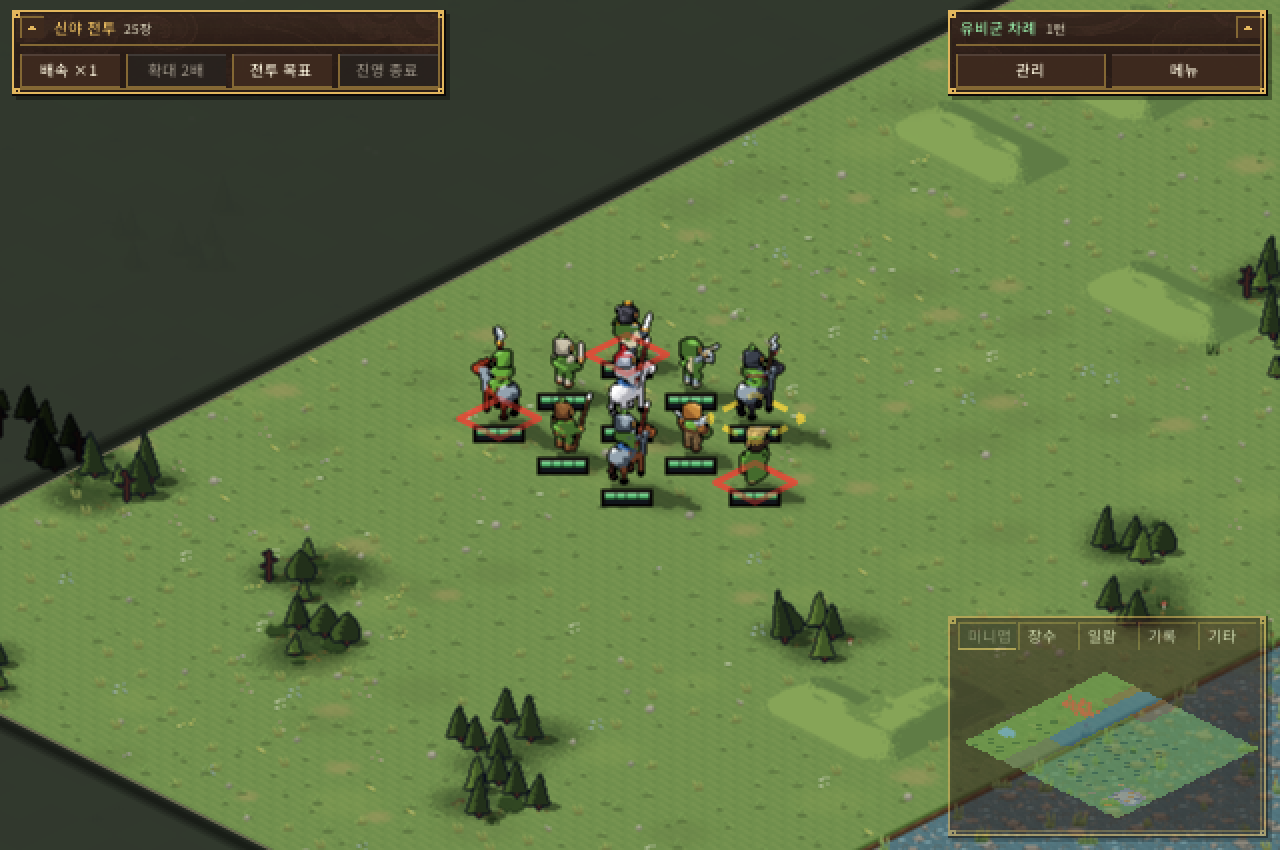 신야 전투 25장
배속 ×1 확대 2배 전투 목표 진영 종료
유비군 차례 1턴
관리 메뉴
미니맵 장수 일람 기록 기타